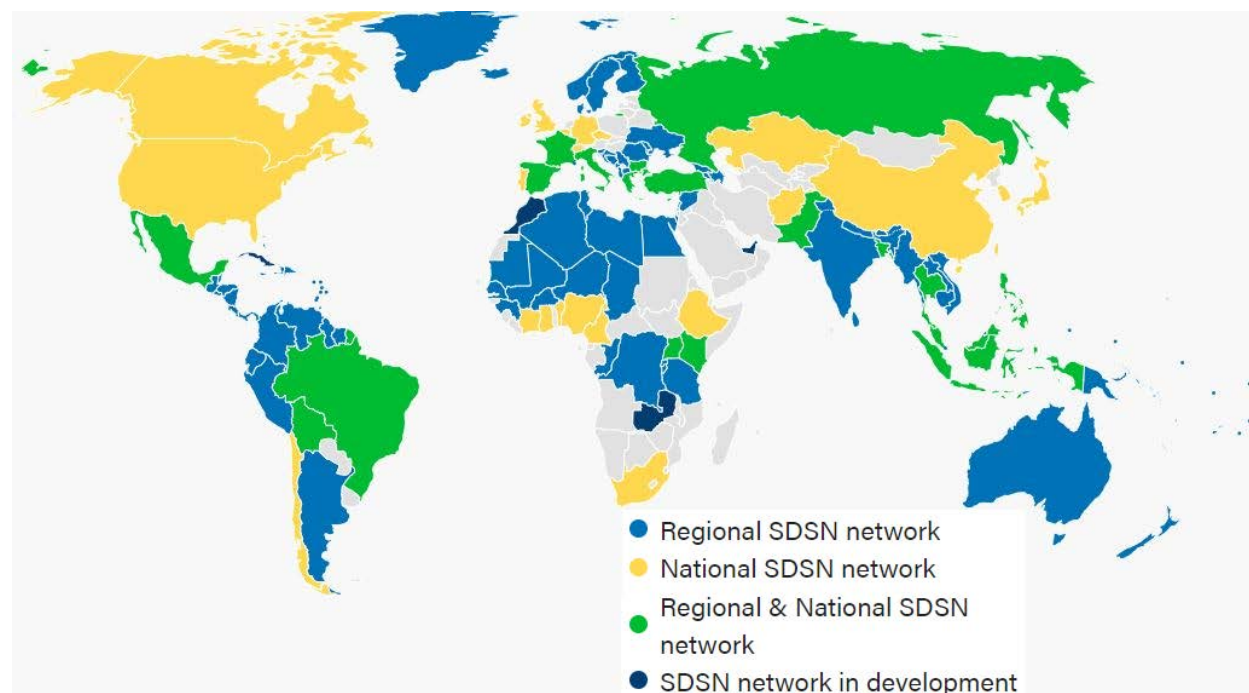 Regional SDSN network
National SDSN network
Regional & National SDSN
network
SDSN network in development